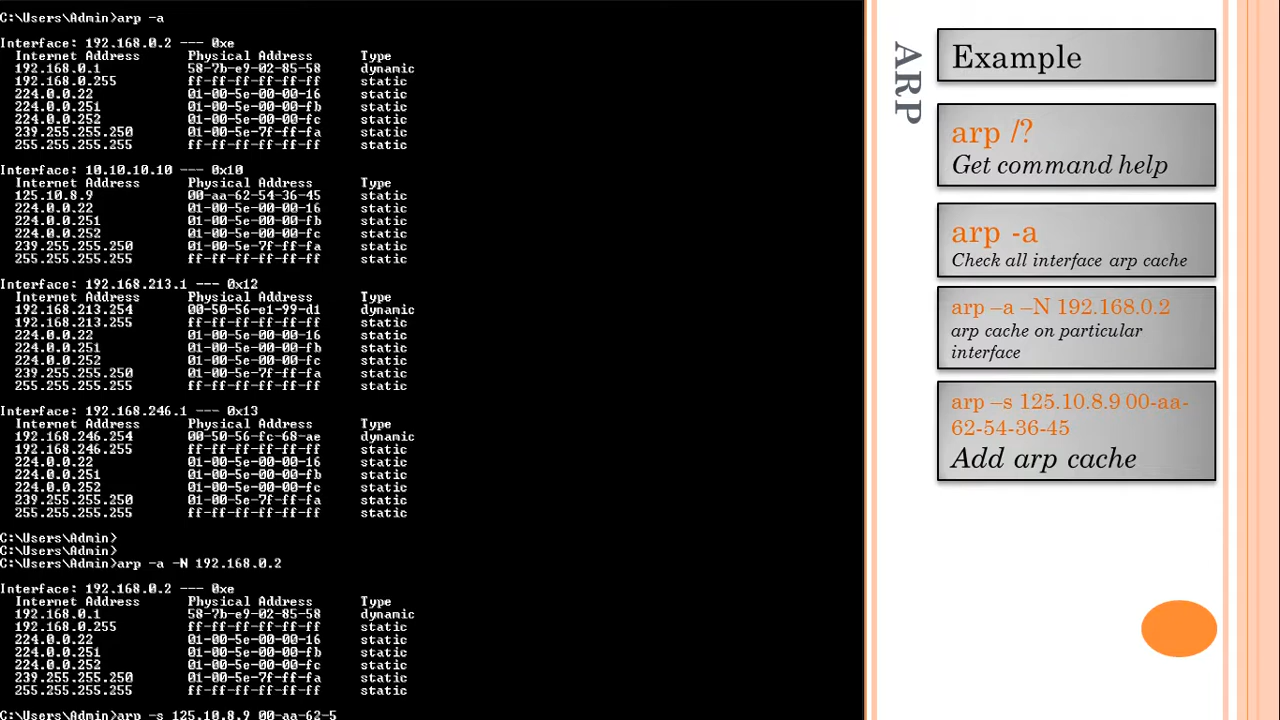 C:\Users\Admin>arp -a
Interface: 192.168.0.2 --- 0xe
Internet Address Physical Address Type
192.168.0.1 58-7b-e9-02-85-58 dynamic
192.168.0.255 ff-ff-ff-ff-ff-ff static
224.0.0.22 01-00-5e-00-00-16 static
224.0.0.251 01-00-5e-00-00-fb static
224.0.0.252 01-00-5e-00-00-fc static
239.255.255.250 01-00-5e-7f-ff-fa static
255.255.255.255 ff-ff-ff-ff-ff-ff static
Interface: 10.10.10.10 --- 0x10
Internet Address Physical Address Type
125.10.8.9 00-aa-62-54-36-45 static
224.0.0.22 01-00-5e-00-00-16 static
224.0.0.251 01-00-5e-00-00-fb static
224.0.0.252 01-00-5e-00-00-fc static
239.255.255.250 01-00-5e-7f-ff-fa static
255.255.255.255 ff-ff-ff-ff-ff-ff static
Interface: 192.168.213.1 --- 0x12
Internet Address Physical Address Type
192.168.213.254 00-50-56-e1-99-d1 dynamic
192.168.213.255 ff-ff-ff-ff-ff-ff static
224.0.0.22 01-00-5e-00-00-16 static
224.0.0.251 01-00-5e-00-00-fb static
224.0.0.252 01-00-5e-00-00-fc static
239.255.255.250 01-00-5e-7f-ff-fa static
255.255.255.255 ff-ff-ff-ff-ff-ff static
Interface: 192.168.246.1 --- 0x13
Internet Address Physical Address Type
192.168.246.254 00-50-56-fc-68-ae dynamic
192.168.246.255 ff-ff-ff-ff-ff-ff static
224.0.0.22 01-00-5e-00-00-16 static
224.0.0.251 01-00-5e-00-00-fb static
224.0.0.252 01-00-5e-00-00-fc static
239.255.255.250 01-00-5e-7f-ff-fa static
255.255.255.255 ff-ff-ff-ff-ff-ff static
C:\Users\Admin>
C:\Users\Admin>
C:\Users\Admin>arp -a -N 192.168.0.2
Interface: 192.168.0.2 --- 0xe
Internet Address Physical Address Type
192.168.0.1 58-7b-e9-02-85-58 dynamic
192.168.0.255 ff-ff-ff-ff-ff-ff static
224.0.0.22 01-00-5e-00-00-16 static
224.0.0.251 01-00-5e-00-00-fb static
224.0.0.252 01-00-5e-00-00-fc static
239.255.255.250 01-00-5e-7f-ff-fa static
255.255.255.255 ff-ff-ff-ff-ff-ff static
C:\Users\Admin>arp -s 125.10.8.9 00-aa-62-5
ARP
Example
arp /?
Get command help
arp -a
Check all interface arp cache
arp –a –N 192.168.0.2
arp cache on particular
interface
arp –s 125.10.8.9 00-aa-
62-54-36-45
Add arp cache